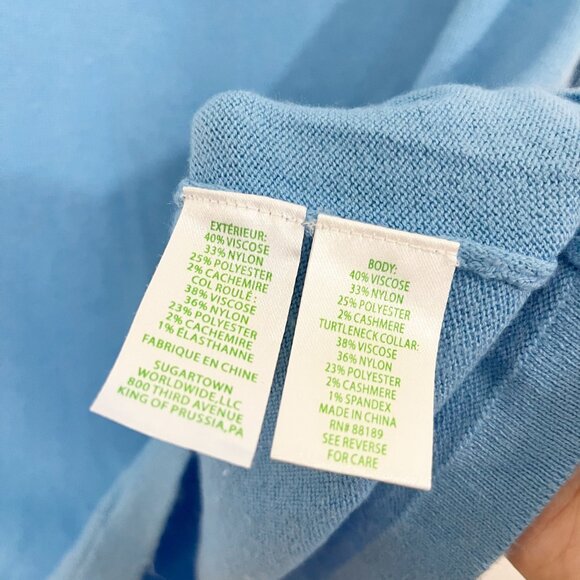 EXTÉRIEUR:
40% VISCOSE
33% NYLON
25% POLYESTER
2% CACHEMIRE
COL ROULÉ :
38% VISCOSE
36% NYLON
23% POLYESTER
2% CACHEMIRE
1% ÉLASTHANNE
FABRIQUE EN CHINE
SUGARTOWN
WORLDWIDE, LLC
800 THIRD AVENUE
KING OF PRUSSIA, PA
BODY:
40% VISCOSE
33% NYLON
25% POLYESTER
2% CASHMERE
TURTLENECK COLLAR:
38% VISCOSE
36% NYLON
23% POLYESTER
2% CASHMERE
1% SPANDEX
MADE IN CHINA
RN# 88189
SEE REVERSE
FOR CARE